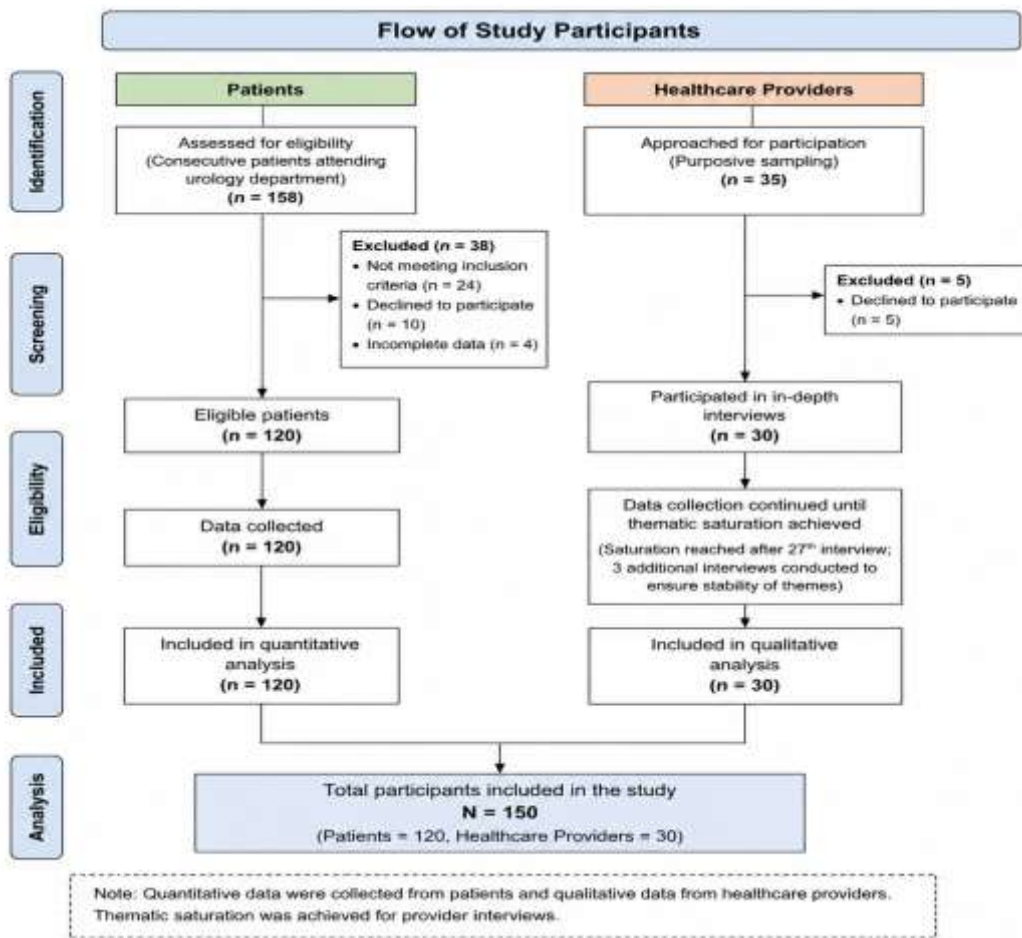 Flow of Study Participants
Identification
Patients
Assessed for eligibility
(Consecutive patients attending
urology department)
(n = 158)
Healthcare Providers
Approached for participation
(Purposive sampling)
(n = 35)
Screening
Excluded (n = 38)
• Not meeting inclusion
criteria (n = 24)
• Declined to participate
(n = 10)
• Incomplete data (n = 4)
Excluded (n = 5)
• Declined to participate
(n = 5)
Eligibility
Eligible patients
(n = 120)
Participated in in-depth
interviews
(n = 30)
Data collected
(n = 120)
Data collection continued until
thematic saturation achieved
(Saturation reached after 27th interview;
3 additional interviews conducted to
ensure stability of themes)
Included
Included in quantitative
analysis
(n = 120)
Included in qualitative
analysis
(n = 30)
Analysis
Total participants included in the study
N = 150
(Patients = 120, Healthcare Providers = 30)
Note: Quantitative data were collected from patients and qualitative data from healthcare providers.
Thematic saturation was achieved for provider interviews.